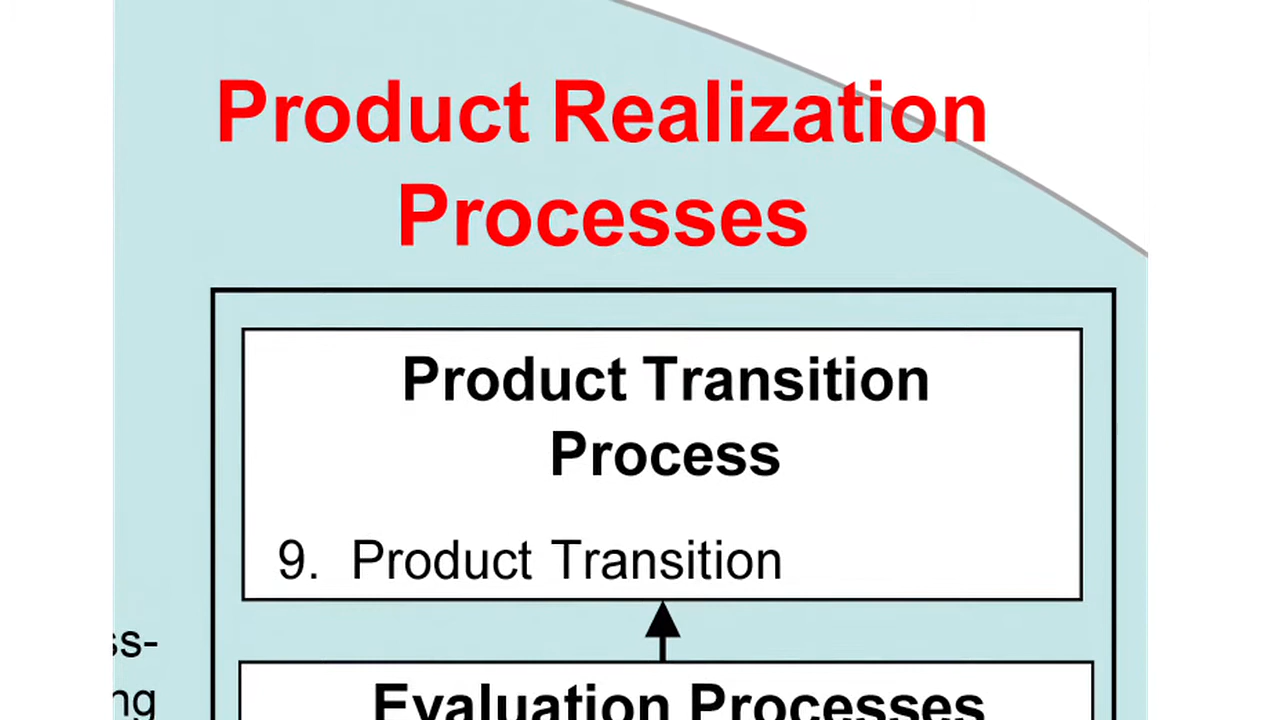 Product Realization
Processes
Product Transition
Process
9. Product Transition
Evaluation Processes